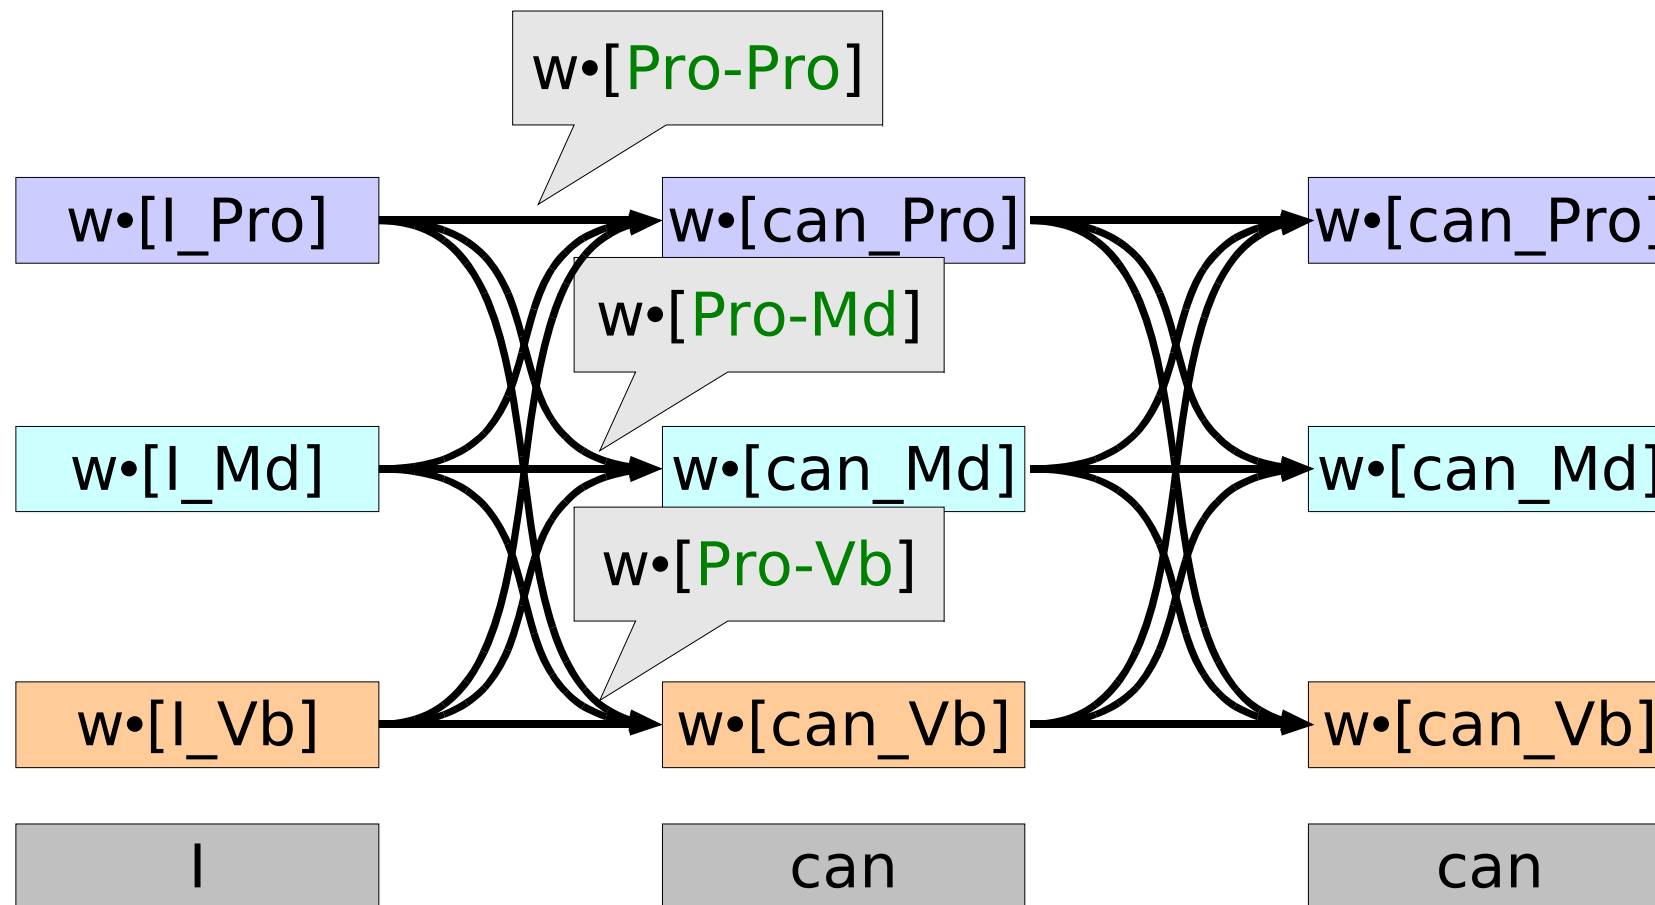 w•[Pro-Pro]
w•[I_Pro]
w•[can_Pro]
w•[can_Pro]
w•[Pro-Md]
w•[I_Md]
w•[can_Md]
w•[can_Md]
w•[Pro-Vb]
w•[I_Vb]
w•[can_Vb]
w•[can_Vb]
I
can
can